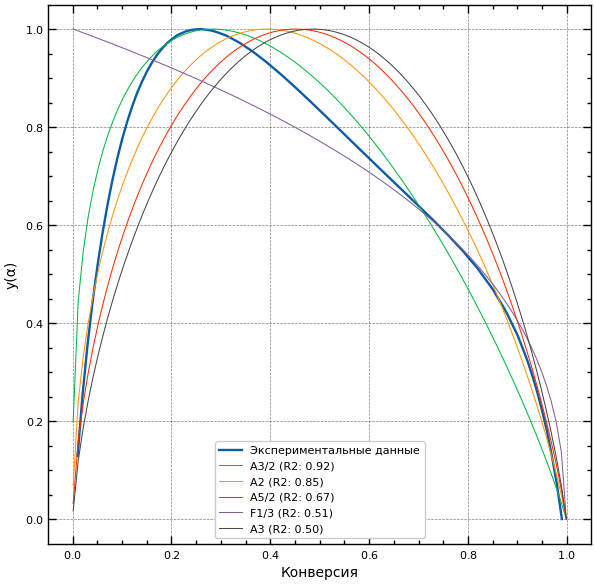 1.0
0.8
0.6
0.4
0.2
0.0
y(α)
Экспериментальные данные
A3/2 (R2: 0.92)
A2 (R2: 0.85)
A5/2 (R2: 0.67)
F1/3 (R2: 0.51)
A3 (R2: 0.50)
0.0 0.2 0.4 0.6 0.8 1.0
Конверсия